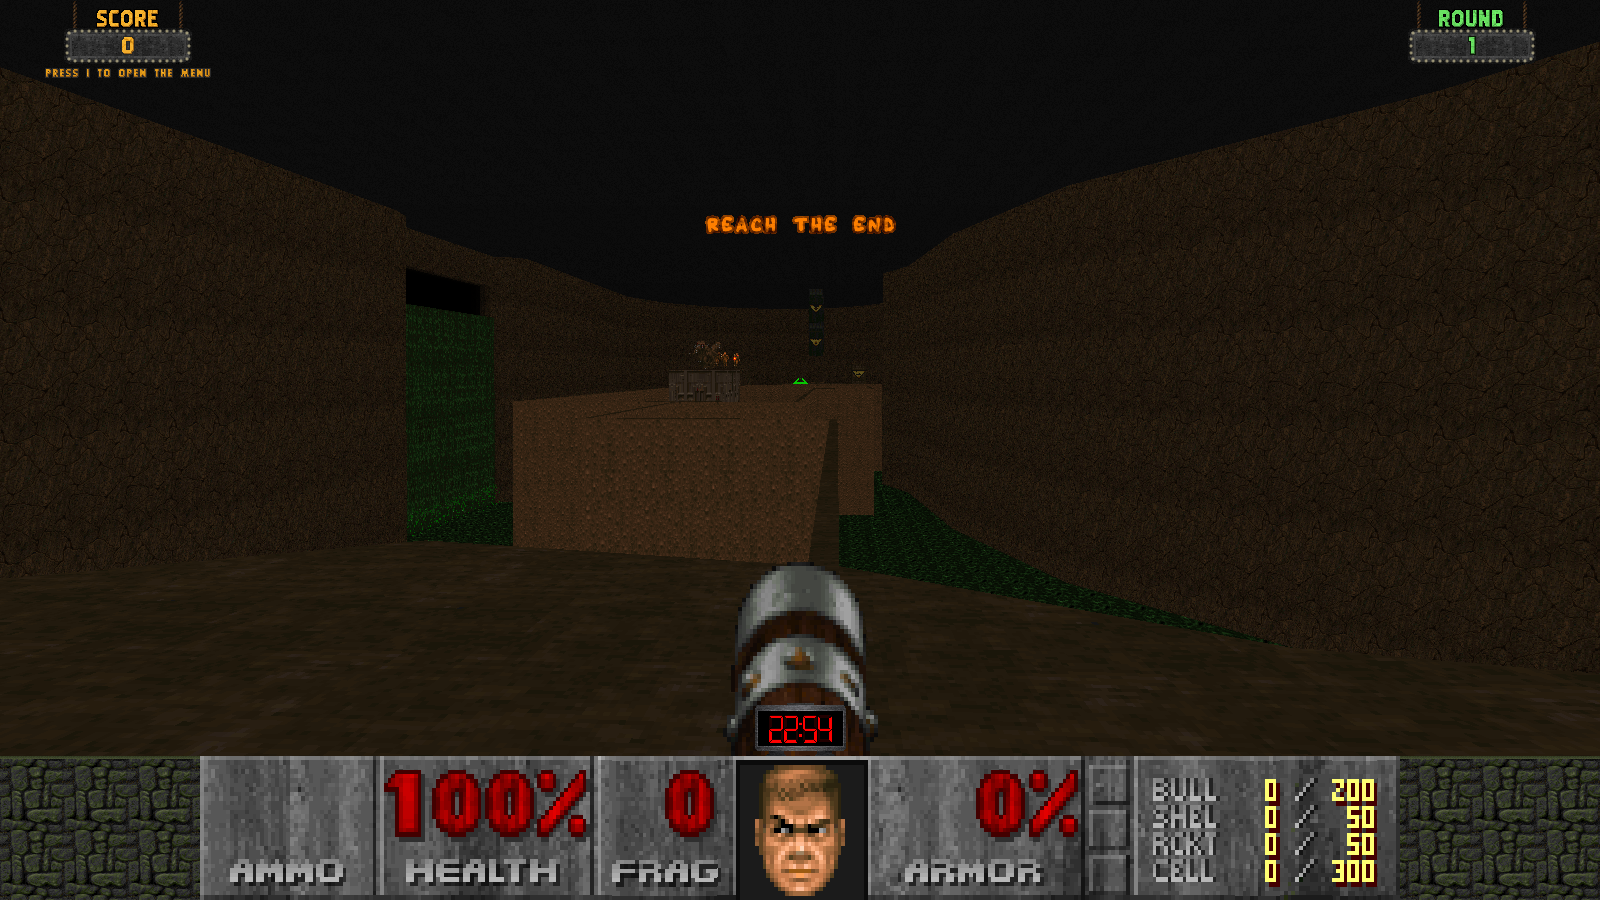 SCORE
0
PRESS I TO OPEN THE MENU
ROUND
1
REACH THE END
22:54
100%
0
0%
AMMO
HEALTH
FRAG
ARMOR
BULL 0 / 200
SHEL 0 / 50
RCKT 0 / 50
CELL 0 / 300